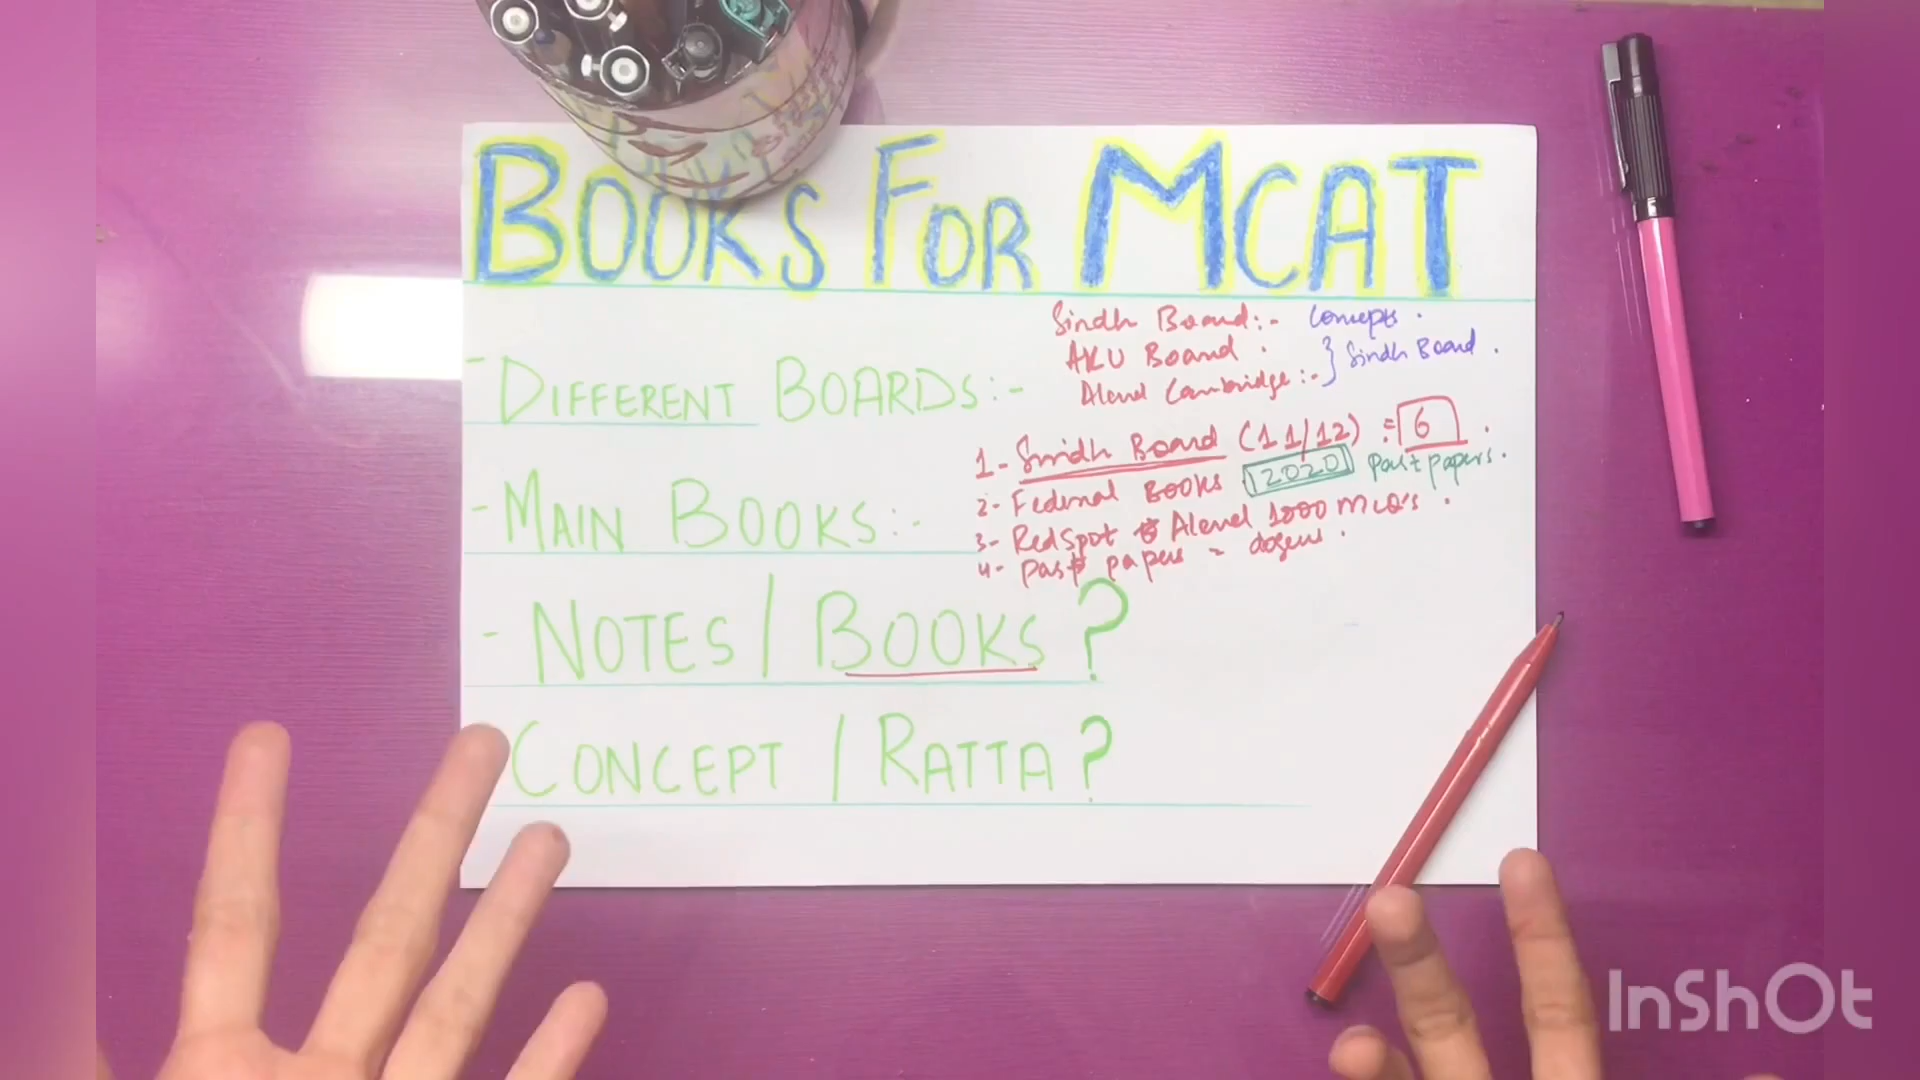 BOOKS FOR MCAT
Sindh Board:- Concepts.
AKU Board.
Alevel Cambridge:- } Sindh Board.
- DIFFERENT BOARDS:-
1- Sindh Board (11/12) := 6.
2- Federal Books 2020 Past papers.
3- Redspot Alevel 1000 MCQ's.
4- Past papers = dogeus.
- MAIN BOOKS:-
- NOTES / BOOKS?
CONCEPT / RATTA?
InShOt